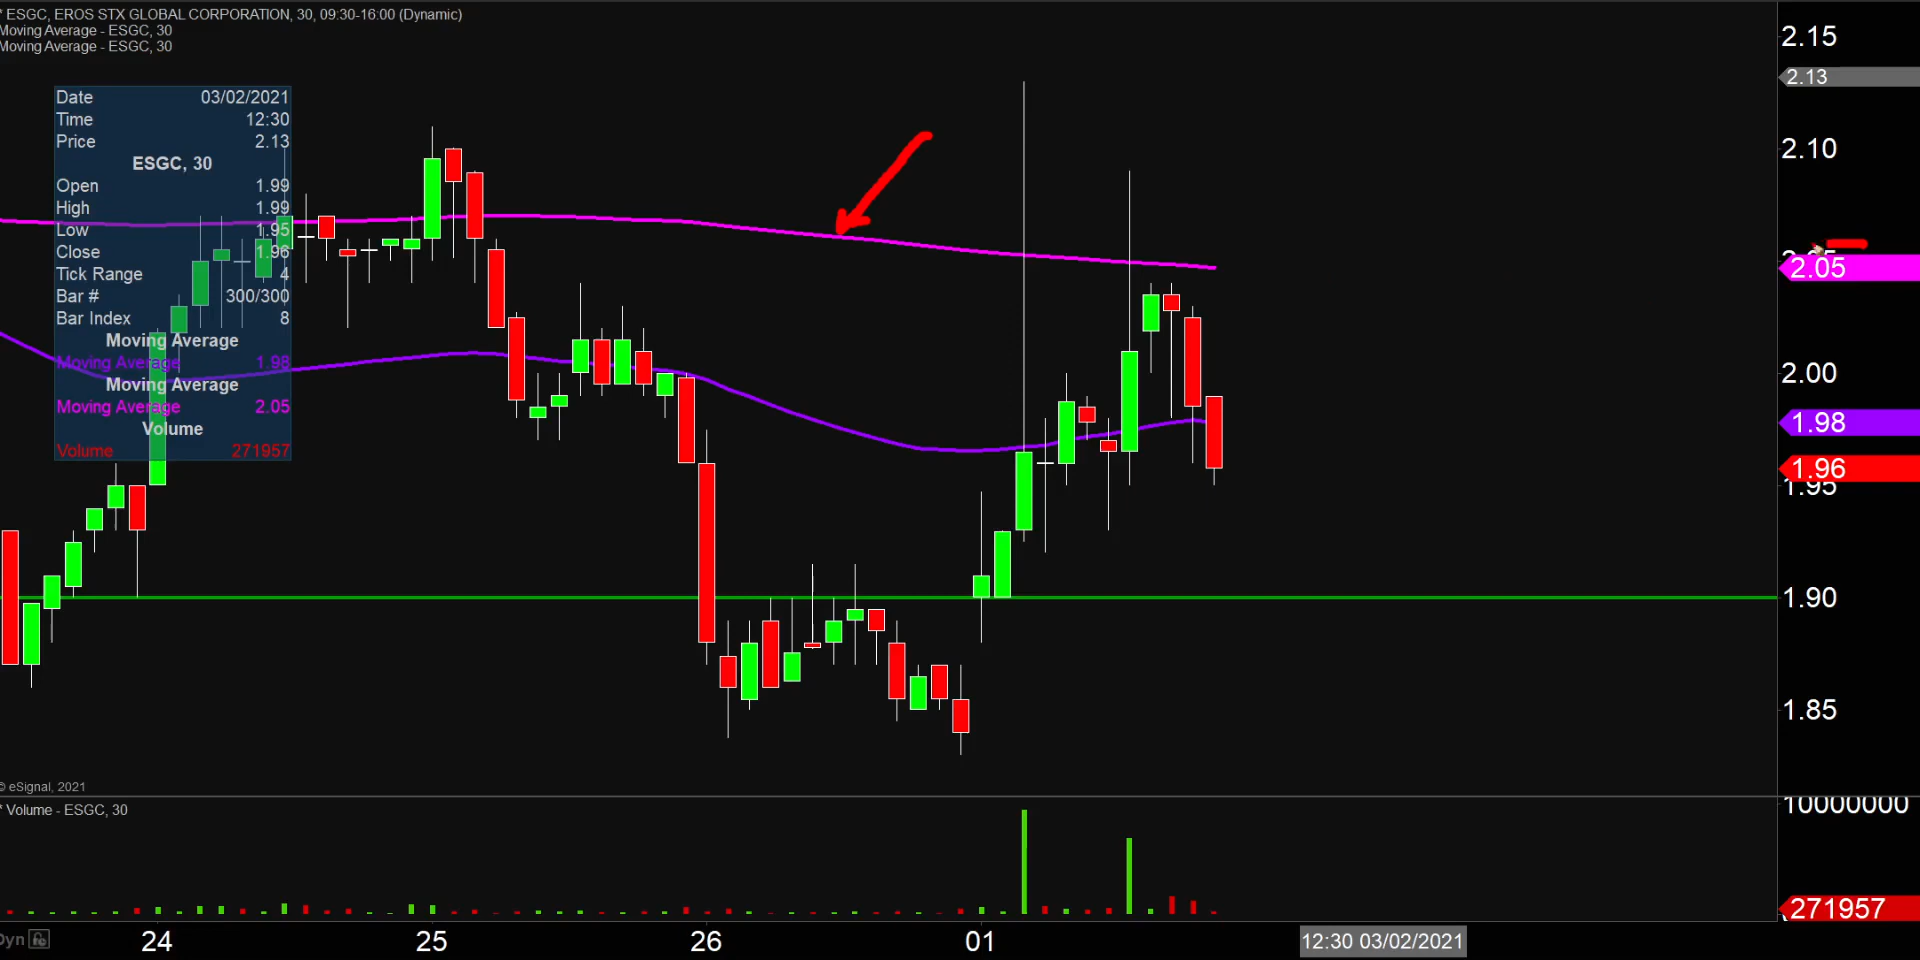 * ESGC, EROS STX GLOBAL CORPORATION, 30, 09:30-16:00 (Dynamic)
Moving Average - ESGC, 30
Moving Average - ESGC, 30
Date 03/02/2021
Time 12:30
Price 2.13
ESGC, 30
Open 1.99
High 1.99
Low 1.95
Close 1.96
Tick Range 4
Bar # 300/300
Bar Index 8
Moving Average
Moving Average 1.98
Moving Average
Moving Average 2.05
Volume
Volume 271957
2.15
2.13
2.10
2.05
2.00
1.98
1.96
1.95
1.90
1.85
© eSignal, 2021
* Volume - ESGC, 30
10000000
271957
Dyn
24 25 26 01 12:30 03/02/2021